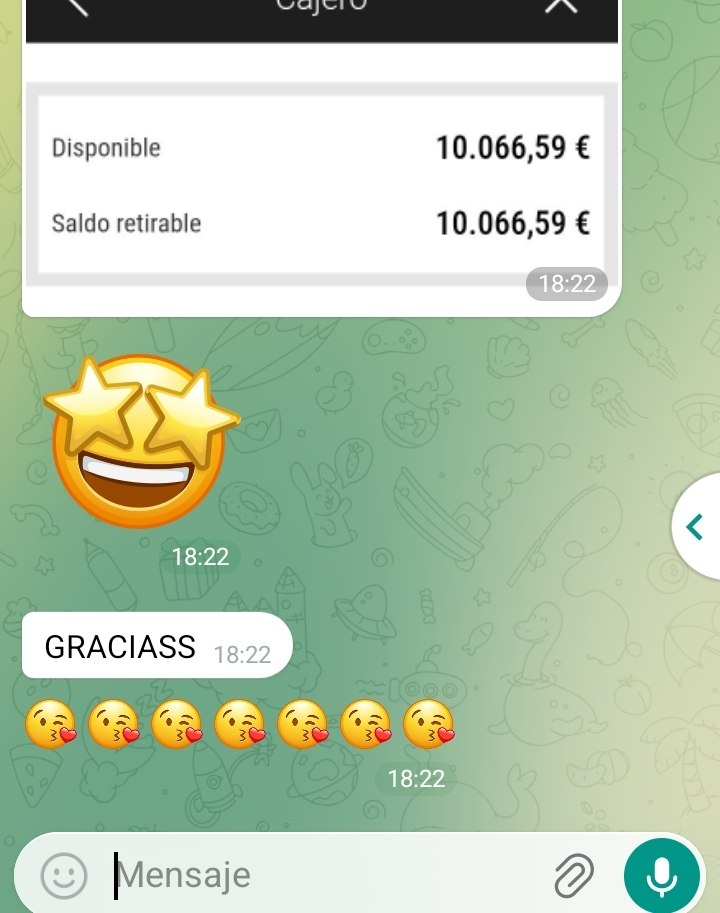 Cajero
Disponible 10.066,59 €
Saldo retirable 10.066,59 €
18:22
18:22
GRACIASS 18:22
18:22
Mensaje